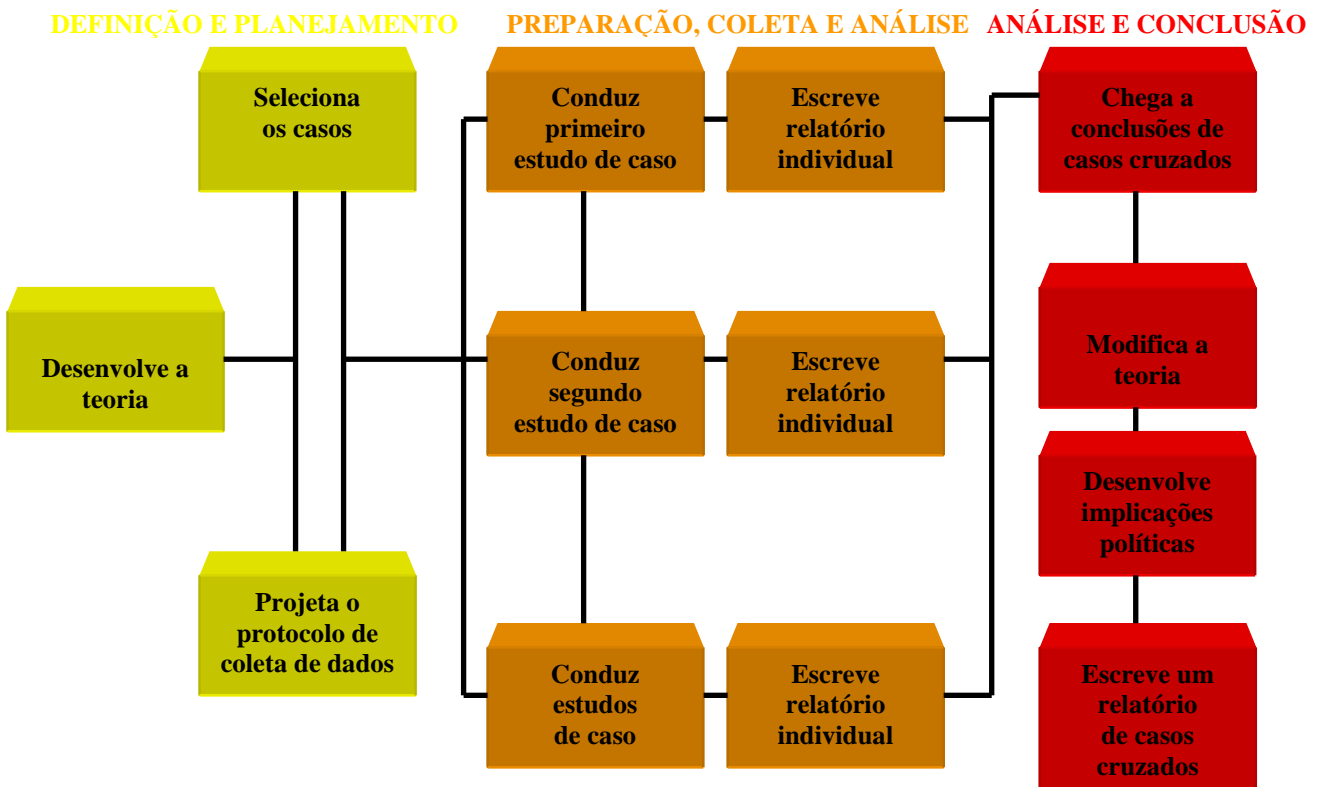 DEFINIÇÃO E PLANEJAMENTO
PREPARAÇÃO, COLETA E ANÁLISE
ANÁLISE E CONCLUSÃO
Seleciona
os casos
Desenvolve a
teoria
Projeta o
protocolo de
coleta de dados
Conduz
primeiro
estudo de caso
Escreve
relatório
individual
Conduz
segundo
estudo de caso
Escreve
relatório
individual
Conduz
estudos
de caso
Escreve
relatório
individual
Chega a
conclusões de
casos cruzados
Modifica a
teoria
Desenvolve
implicações
políticas
Escreve um
relatório
de casos
cruzados